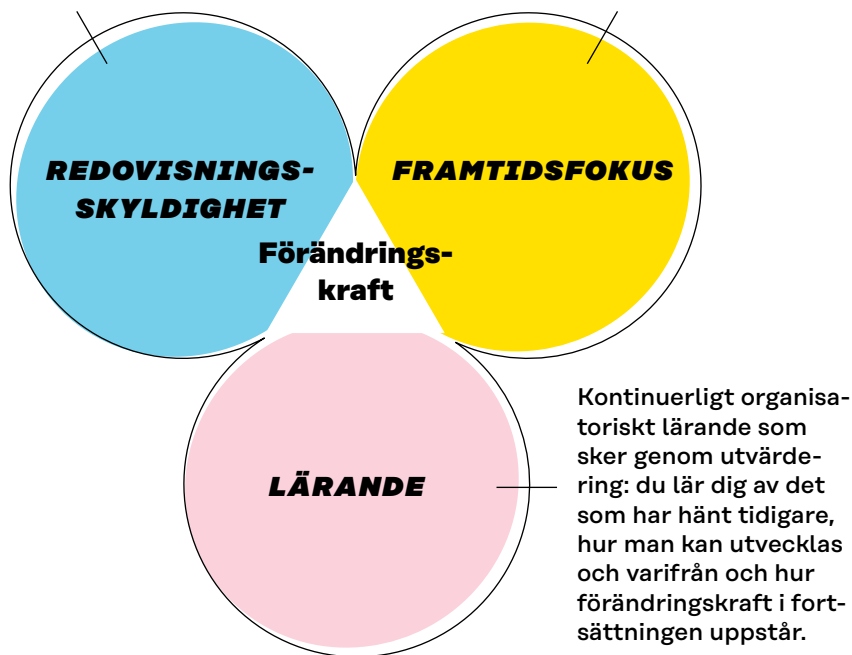 REDOVISNINGS-
SKYLDIGHET
FRAMTIDSFOKUS
Förändrings-
kraft
LÄRANDE
Kontinuerligt organisa-
toriskt lärande som
sker genom utvärde-
ring: du lär dig av det
som har hänt tidigare,
hur man kan utvecklas
och varifrån och hur
förändringskraft i fort-
sättningen uppstår.